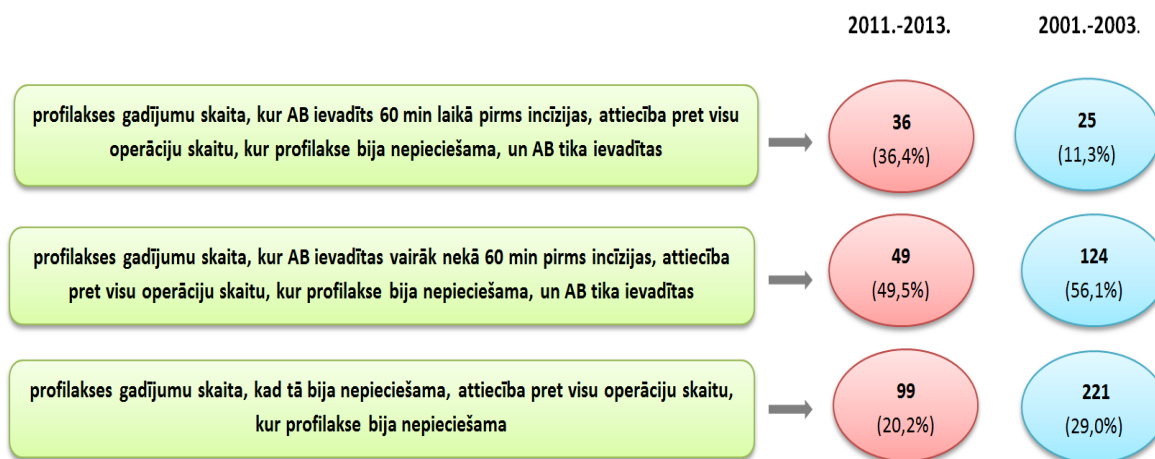 2011.-2013. 2001.-2003.
profilakses gadījumu skaita, kur AB ievadīts 60 min laikā pirms incīzijas, attiecība pret visu
operāciju skaitu, kur profilakse bija nepieciešama, un AB tika ievadītas
36
(36,4%)
25
(11,3%)
profilakses gadījumu skaita, kur AB ievadītas vairāk nekā 60 min pirms incīzijas, attiecība
pret visu operāciju skaitu, kur profilakse bija nepieciešama, un AB tika ievadītas
49
(49,5%)
124
(56,1%)
profilakses gadījumu skaita, kad tā bija nepieciešama, attiecība pret visu operāciju skaitu,
kur profilakse bija nepieciešama
99
(20,2%)
221
(29,0%)